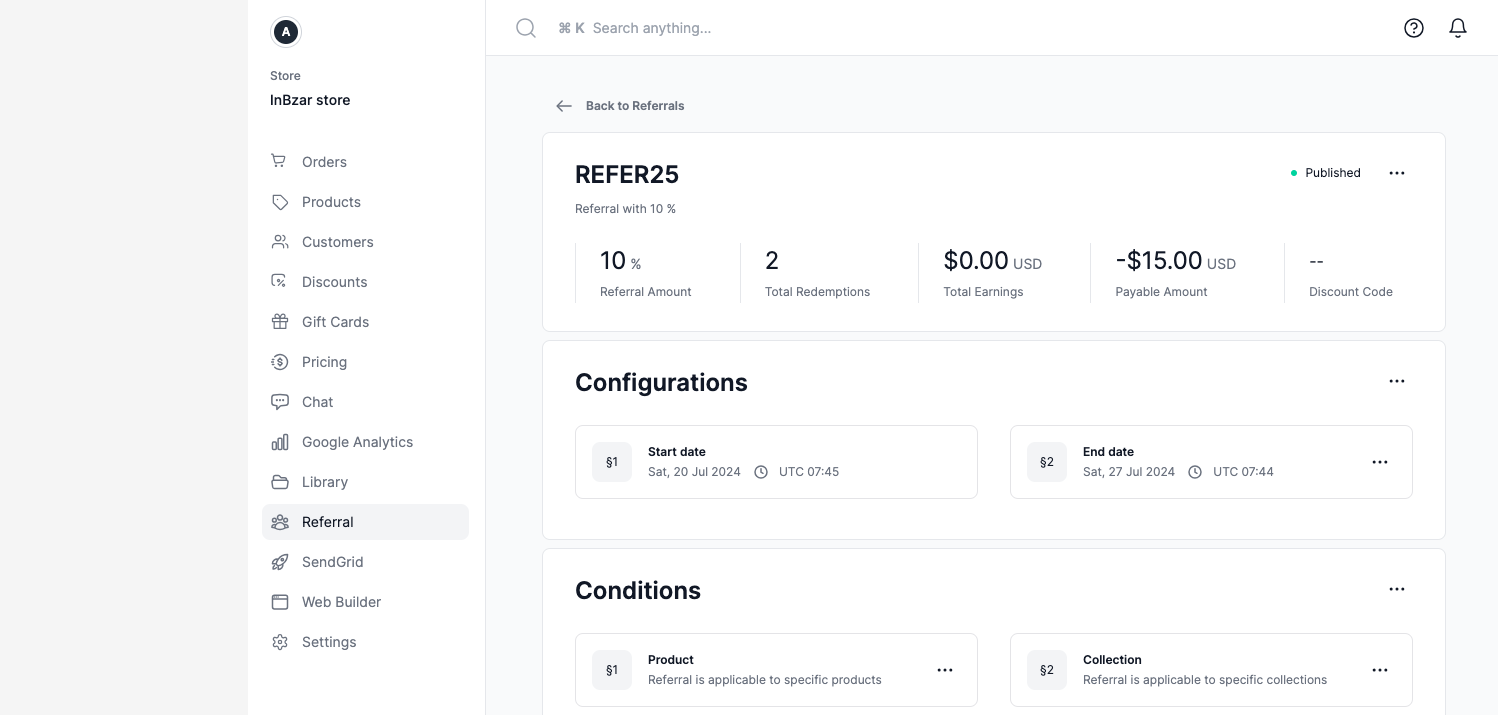 A
Store
InBzar store
Orders
Products
Customers
Discounts
Gift Cards
Pricing
Chat
Google Analytics
Library
Referral
SendGrid
Web Builder
Settings
⌘ K Search anything...
Back to Referrals
REFER25
Published
Referral with 10 %
10 %
Referral Amount
2
Total Redemptions
$0.00 USD
Total Earnings
-$15.00 USD
Payable Amount
--
Discount Code
Configurations
§1
Start date
Sat, 20 Jul 2024 UTC 07:45
§2
End date
Sat, 27 Jul 2024 UTC 07:44
Conditions
§1
Product
Referral is applicable to specific products
§2
Collection
Referral is applicable to specific collections